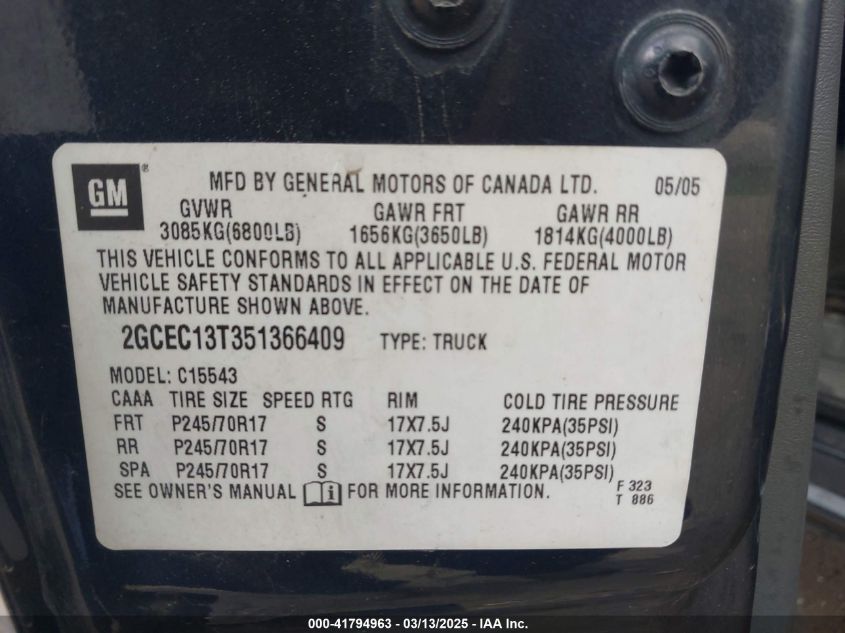 GM ® MFD BY GENERAL MOTORS OF CANADA LTD. 05/05
GVWR GAWR FRT GAWR RR
3085KG(6800LB) 1656KG(3650LB) 1814KG(4000LB)
THIS VEHICLE CONFORMS TO ALL APPLICABLE U.S. FEDERAL MOTOR
VEHICLE SAFETY STANDARDS IN EFFECT ON THE DATE OF
MANUFACTURE SHOWN ABOVE.
2GCEC13T351366409 TYPE: TRUCK
MODEL: C15543
CAAA TIRE SIZE SPEED RTG RIM COLD TIRE PRESSURE
FRT P245/70R17 S 17X7.5J 240KPA(35PSI)
RR P245/70R17 S 17X7.5J 240KPA(35PSI)
SPA P245/70R17 S 17X7.5J 240KPA(35PSI)
SEE OWNER'S MANUAL i FOR MORE INFORMATION. F 323
T 886
000-41794963 - 03/13/2025 - IAA Inc.